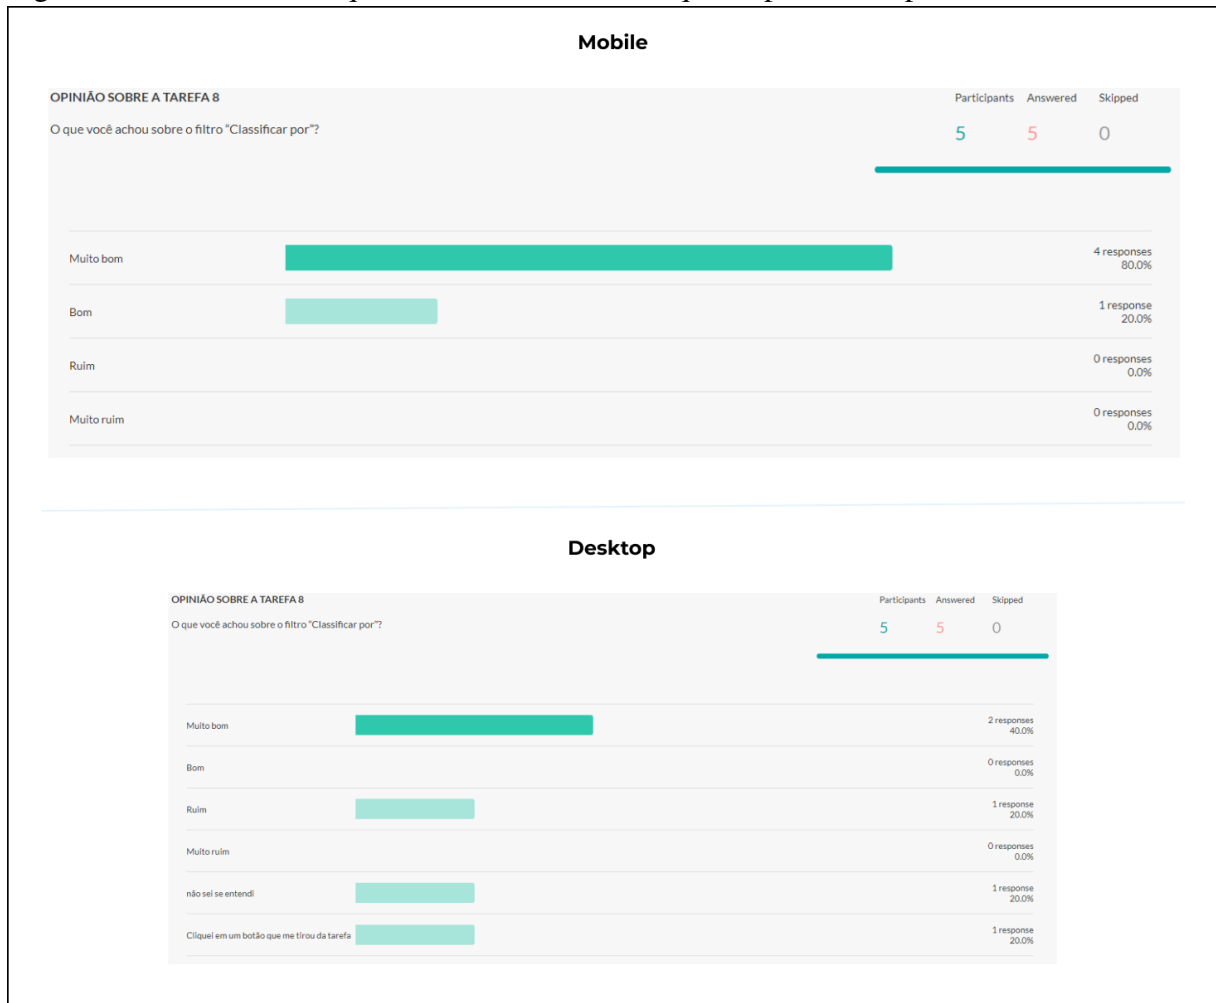 Mobile
OPINIÃO SOBRE A TAREFA 8
Participants Answered Skipped
O que você achou sobre o filtro “Classificar por”?
5 5 0
Muito bom
4 responses
80.0%
Bom
1 response
20.0%
Ruim
0 responses
0.0%
Muito ruim
0 responses
0.0%
Desktop
OPINIÃO SOBRE A TAREFA 8
Participants Answered Skipped
O que você achou sobre o filtro “Classificar por”?
5 5 0
Muito bom
2 responses
40.0%
Bom
0 responses
0.0%
Ruim
1 response
20.0%
Muito ruim
0 responses
0.0%
não sei se entendi
1 response
20.0%
Cliquei em um botão que me tirou da tarefa
1 response
20.0%